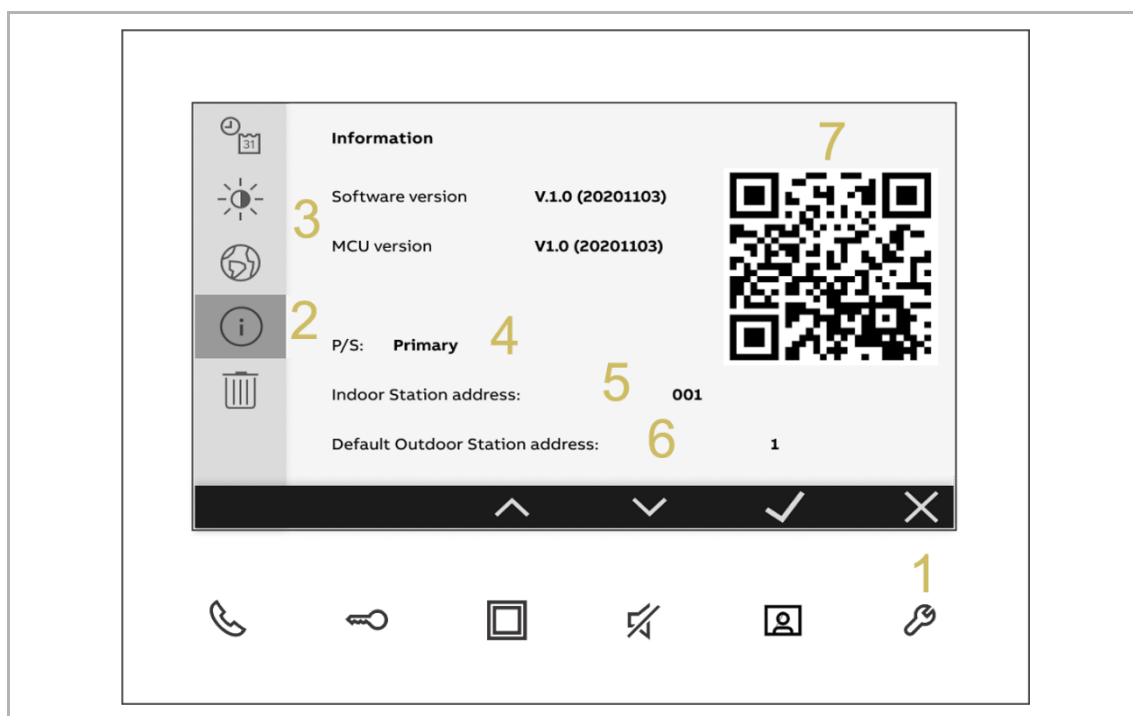 31
Information
7
Software version V.1.0 (20201103)
3
MCU version V1.0 (20201103)
2
i
P/S: Primary 4
Indoor Station address: 5 001
Default Outdoor Station address: 6 1
1